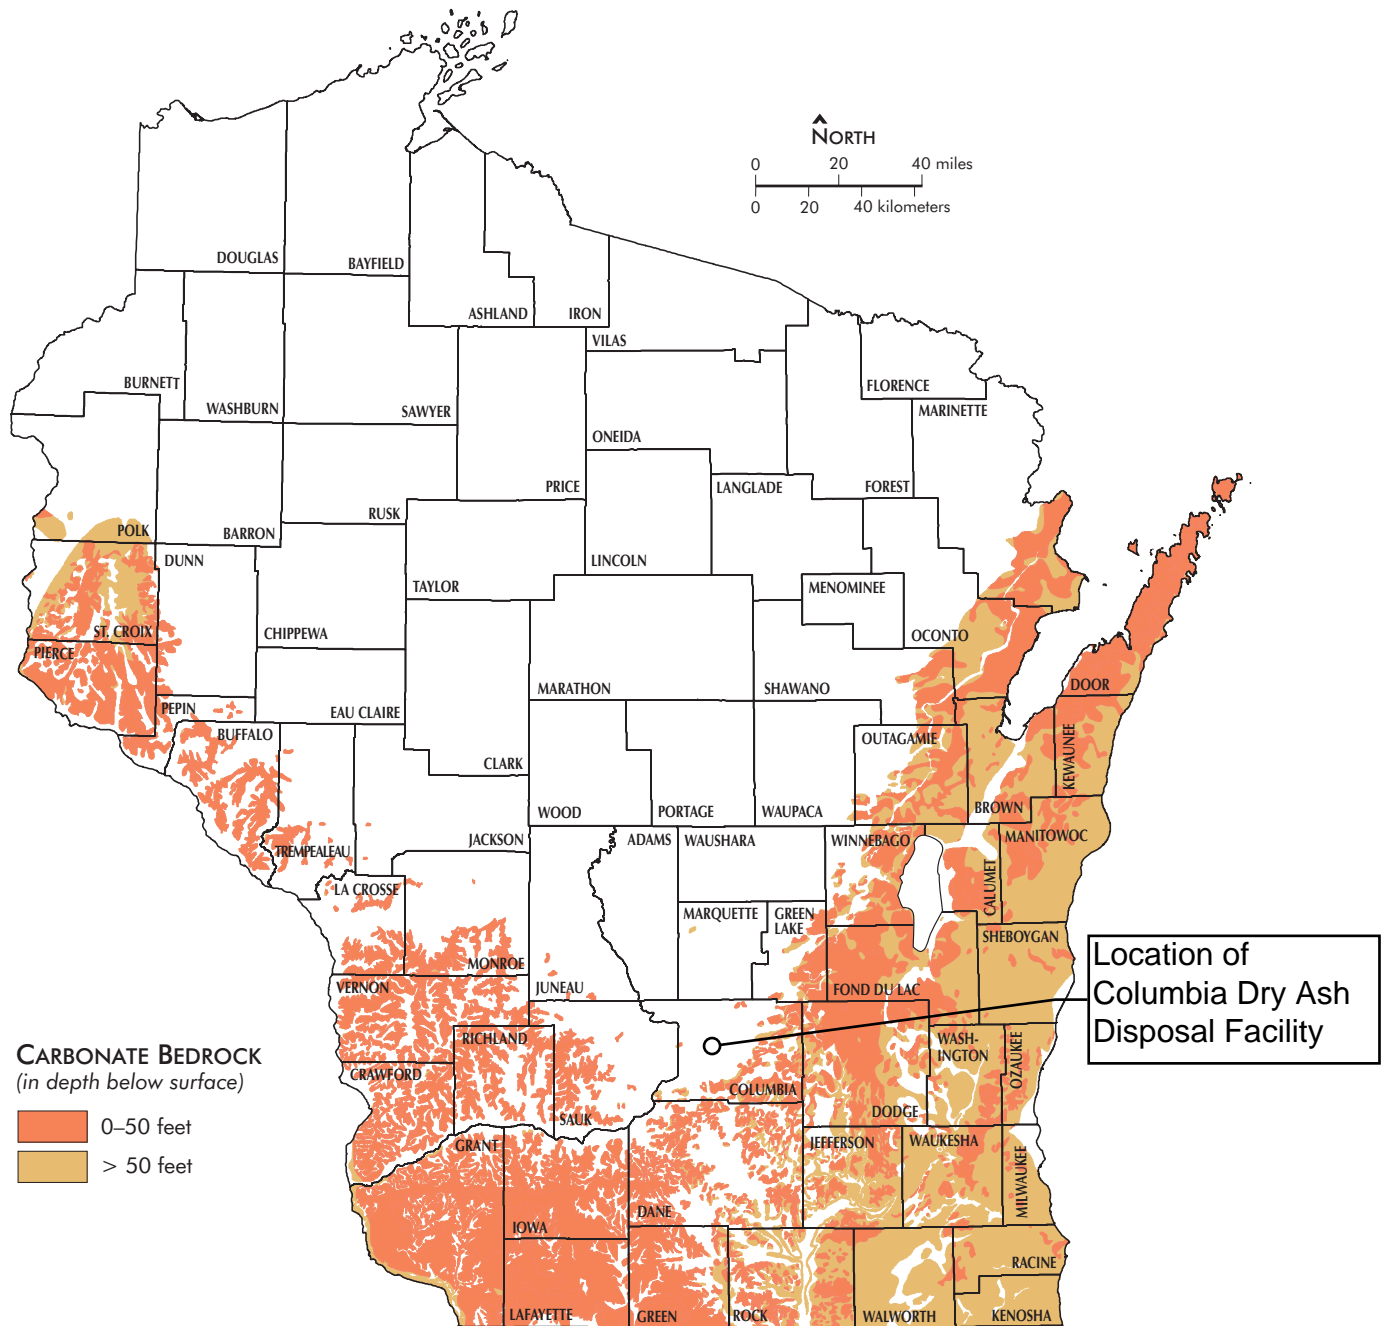 NORTH
0 20 40 miles
0 20 40 kilometers
DOUGLAS
BAYFIELD
ASHLAND
IRON
VILAS
BURNETT
WASHBURN
SAWYER
FLORENCE
MARINETTE
ONEIDA
PRICE
LANGLADE
FOREST
RUSK
POLK
BARRON
DUNN
LINCOLN
TAYLOR
MENOMINEE
ST. CROIX
CHIPPEWA
OCONTO
PIERCE
MARATHON
SHAWANO
DOOR
PEPIN
EAU CLAIRE
BUFFALO
OUTAGAMIE
KEWAUNEE
CLARK
WOOD
PORTAGE
WAUPACA
BROWN
JACKSON
ADAMS
WAUSHARA
WINNEBAGO
MANITOWOC
TREMPEALEAU
LA CROSSE
CALUMET
MARQUETTE
GREEN
LAKE
SHEBOYGAN
MONROE
VERNON
JUNEAU
FOND DU LAC
Location of
Columbia Dry Ash
Disposal Facility
RICHLAND
WASH-
INGTON
OZAUKEE
CRAWFORD
COLUMBIA
SAUK
DODGE
GRANT
JEFFERSON
WAUKESHA
MILWAUKEE
IOWA
DANE
RACINE
LAFAYETTE
GREEN
ROCK
WALWORTH
KENOSHA
CARBONATE BEDROCK
(in depth below surface)
0–50 feet
> 50 feet